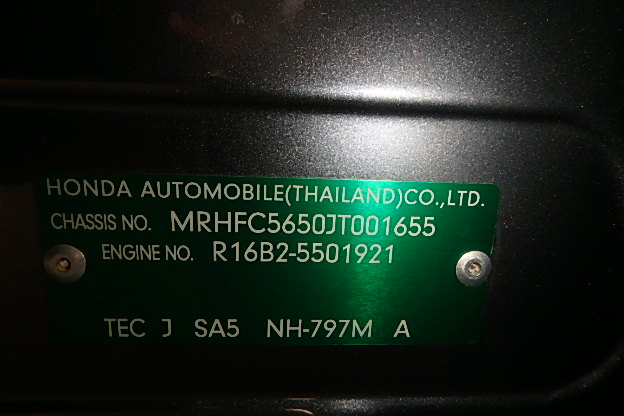 HONDA AUTOMOBILE(THAILAND)CO.,LTD.
CHASSIS NO. MRHFC5650JT001655
ENGINE NO. R16B2-5501921
TEC J SA5 NH-797M A